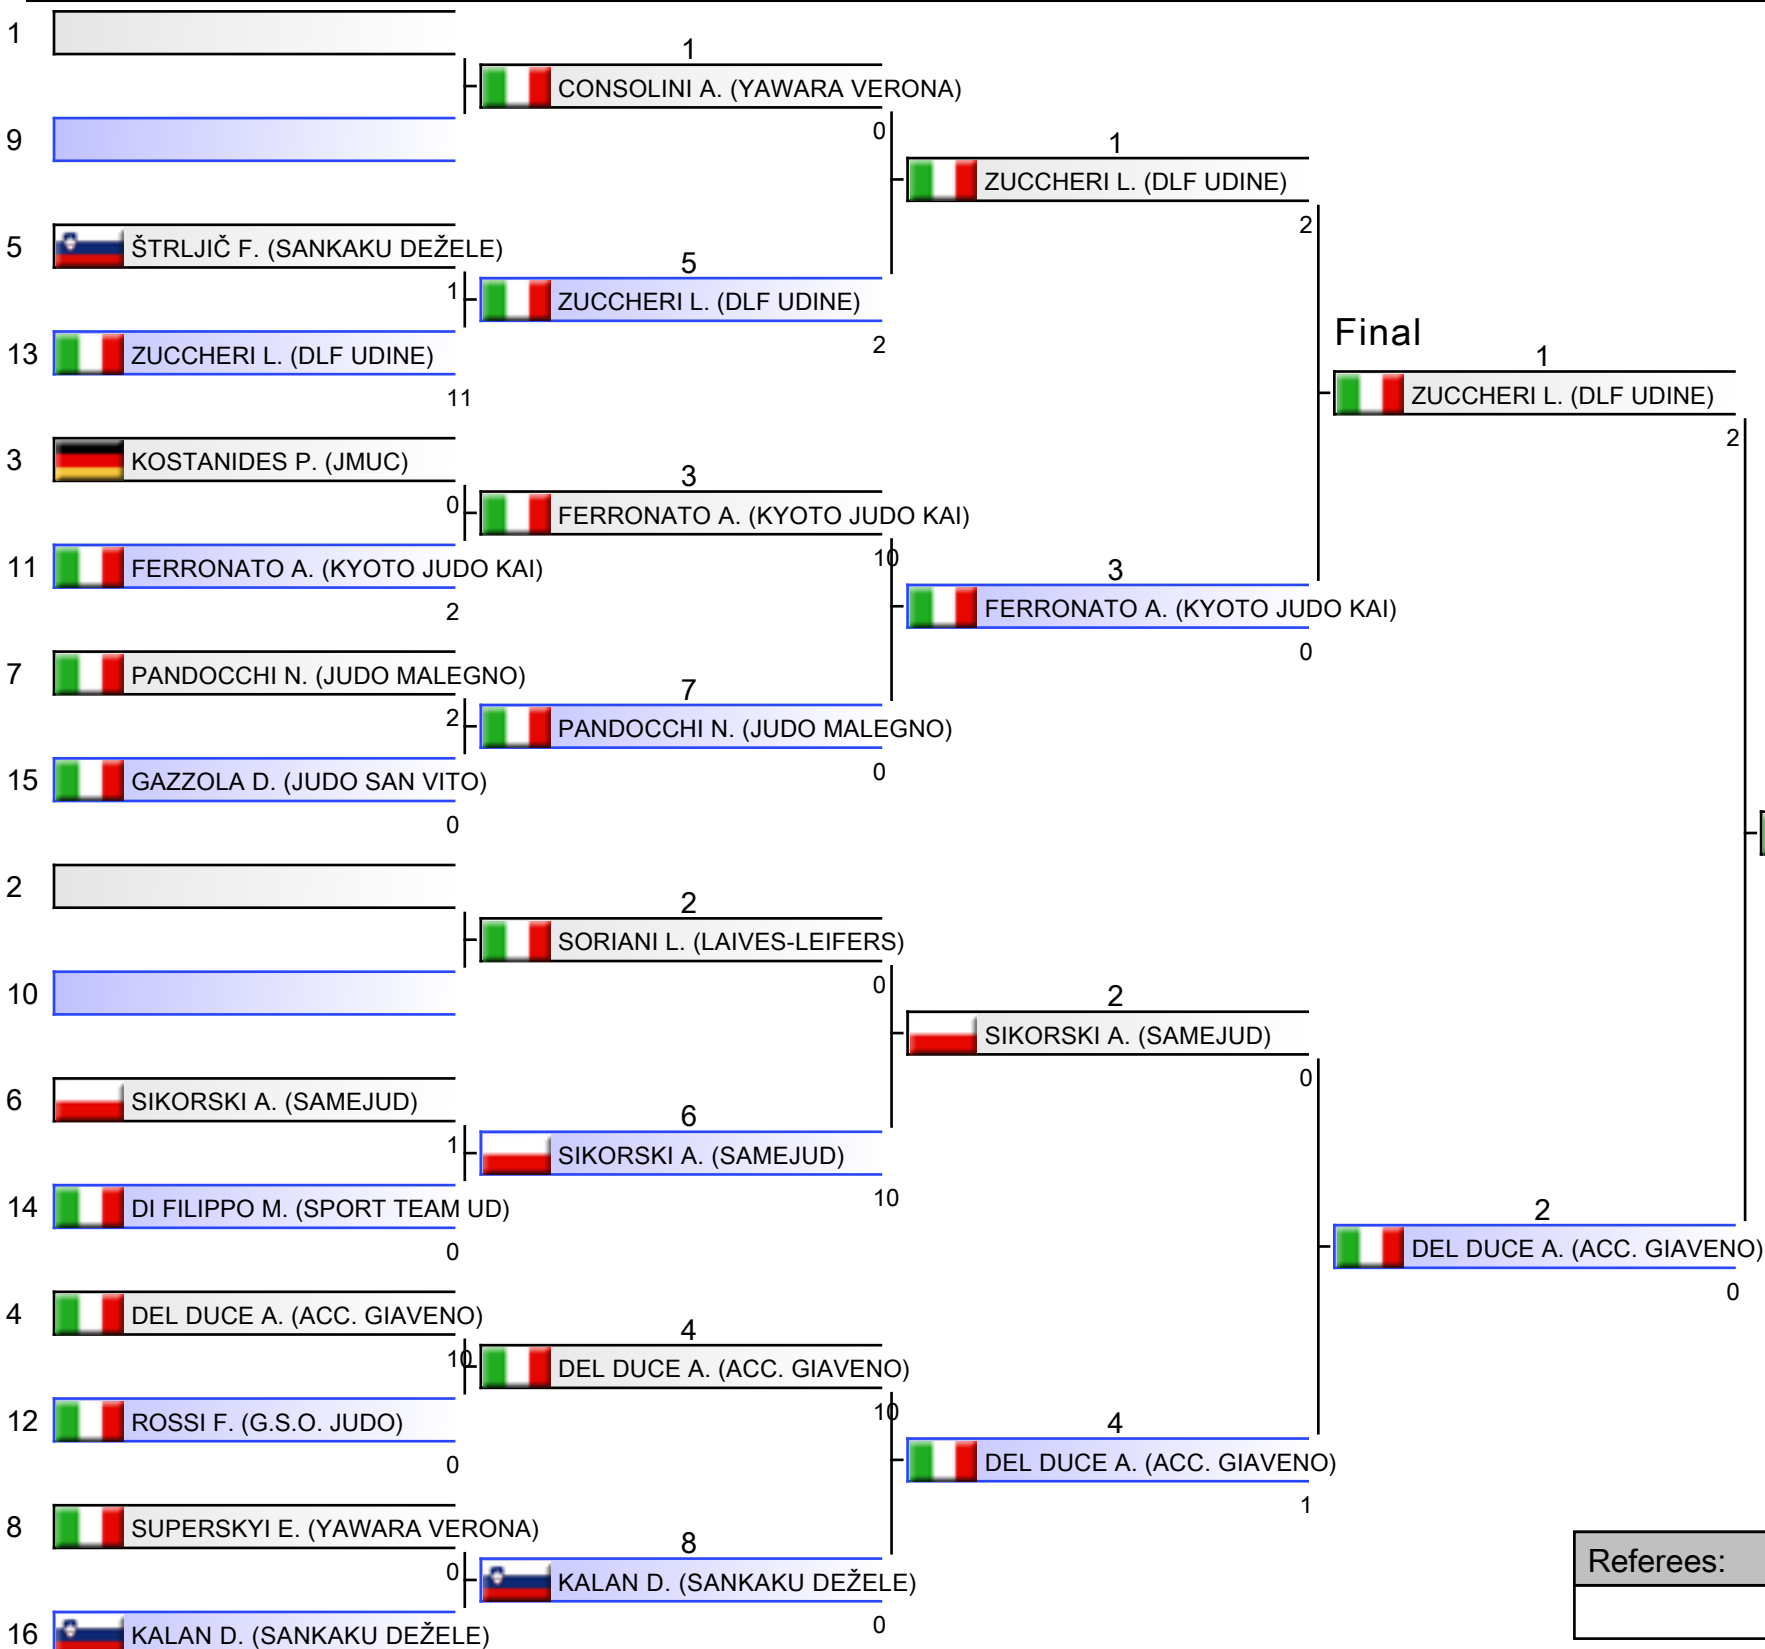 1
9
5 ŠTRLJIČ F. (SANKAKU DEŽELE)
1
13 ZUCCHERI L. (DLF UDINE)
11
3 KOSTANIDES P. (JMUC)
0
11 FERRONATO A. (KYOTO JUDO KAI)
2
7 PANDOCCHI N. (JUDO MALEGNO)
2
15 GAZZOLA D. (JUDO SAN VITO)
0
2
10
6 SIKORSKI A. (SAMEJUD)
1
14 DI FILIPPO M. (SPORT TEAM UD)
0
4 DEL DUCE A. (ACC. GIAVENO)
10
12 ROSSI F. (G.S.O. JUDO)
0
8 SUPERSKYI E. (YAWARA VERONA)
0
16 KALAN D. (SANKAKU DEŽELE)
1
CONSOLINI A. (YAWARA VERONA)
0
5
ZUCCHERI L. (DLF UDINE)
2
3
FERRONATO A. (KYOTO JUDO KAI)
10
7
PANDOCCHI N. (JUDO MALEGNO)
0
2
SORIANI L. (LAIVES-LEIFERS)
0
6
SIKORSKI A. (SAMEJUD)
10
4
DEL DUCE A. (ACC. GIAVENO)
10
8
KALAN D. (SANKAKU DEŽELE)
0
1
ZUCCHERI L. (DLF UDINE)
2
3
FERRONATO A. (KYOTO JUDO KAI)
0
2
SIKORSKI A. (SAMEJUD)
0
4
DEL DUCE A. (ACC. GIAVENO)
1
Final
1
ZUCCHERI L. (DLF UDINE)
2
2
DEL DUCE A. (ACC. GIAVENO)
0
Referees: